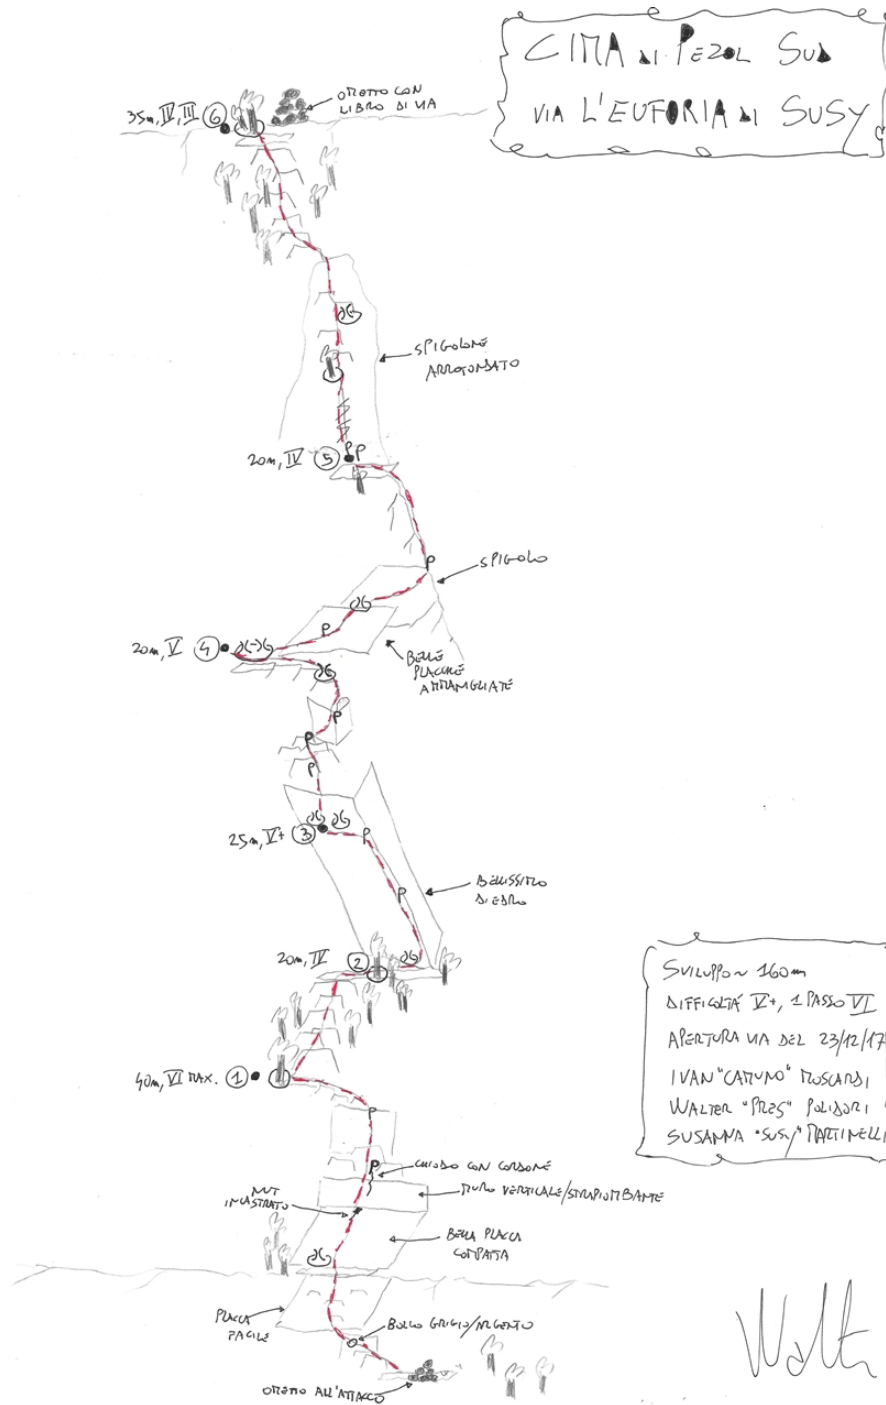 CIMA DI PEZOL SUD
VIA L'EUFORIA DI SUSY
OMETTO CON
LIBRO DI VIA
35m, IV, III 6
SPIGOLONE
ARROTONDATO
P P
20m, IV 5
P
SPIGOLO
P
20m, V 4
BELLE
PLACCHE
AMMANIGLIATE
P
P
P
25m, V+ 3
P
BELLISSIMO
DIEDRO
P
20m, IV 2
SVILUPPO ~ 160m
DIFFICOLTÀ V+, 1 PASSO VI
APERTURA VIA DEL 23/12/17
IVAN "CAMUNO" MOSCARDI
WALTER "PRES" POLIDORI
SUSANNA "SUSY" MARTINELLI
40m, VI MAX. 1
P
P
CHIODO CON CORDONE
NUT
INCASTRATO
MURO VERTICALE/STRAPIOMBANTE
BELLA PLACCA
COMPATTA
PLACCA
FACILE
BOLLO GRIGIO/ARGENTO
OMETTO ALL'ATTACCO
Walter